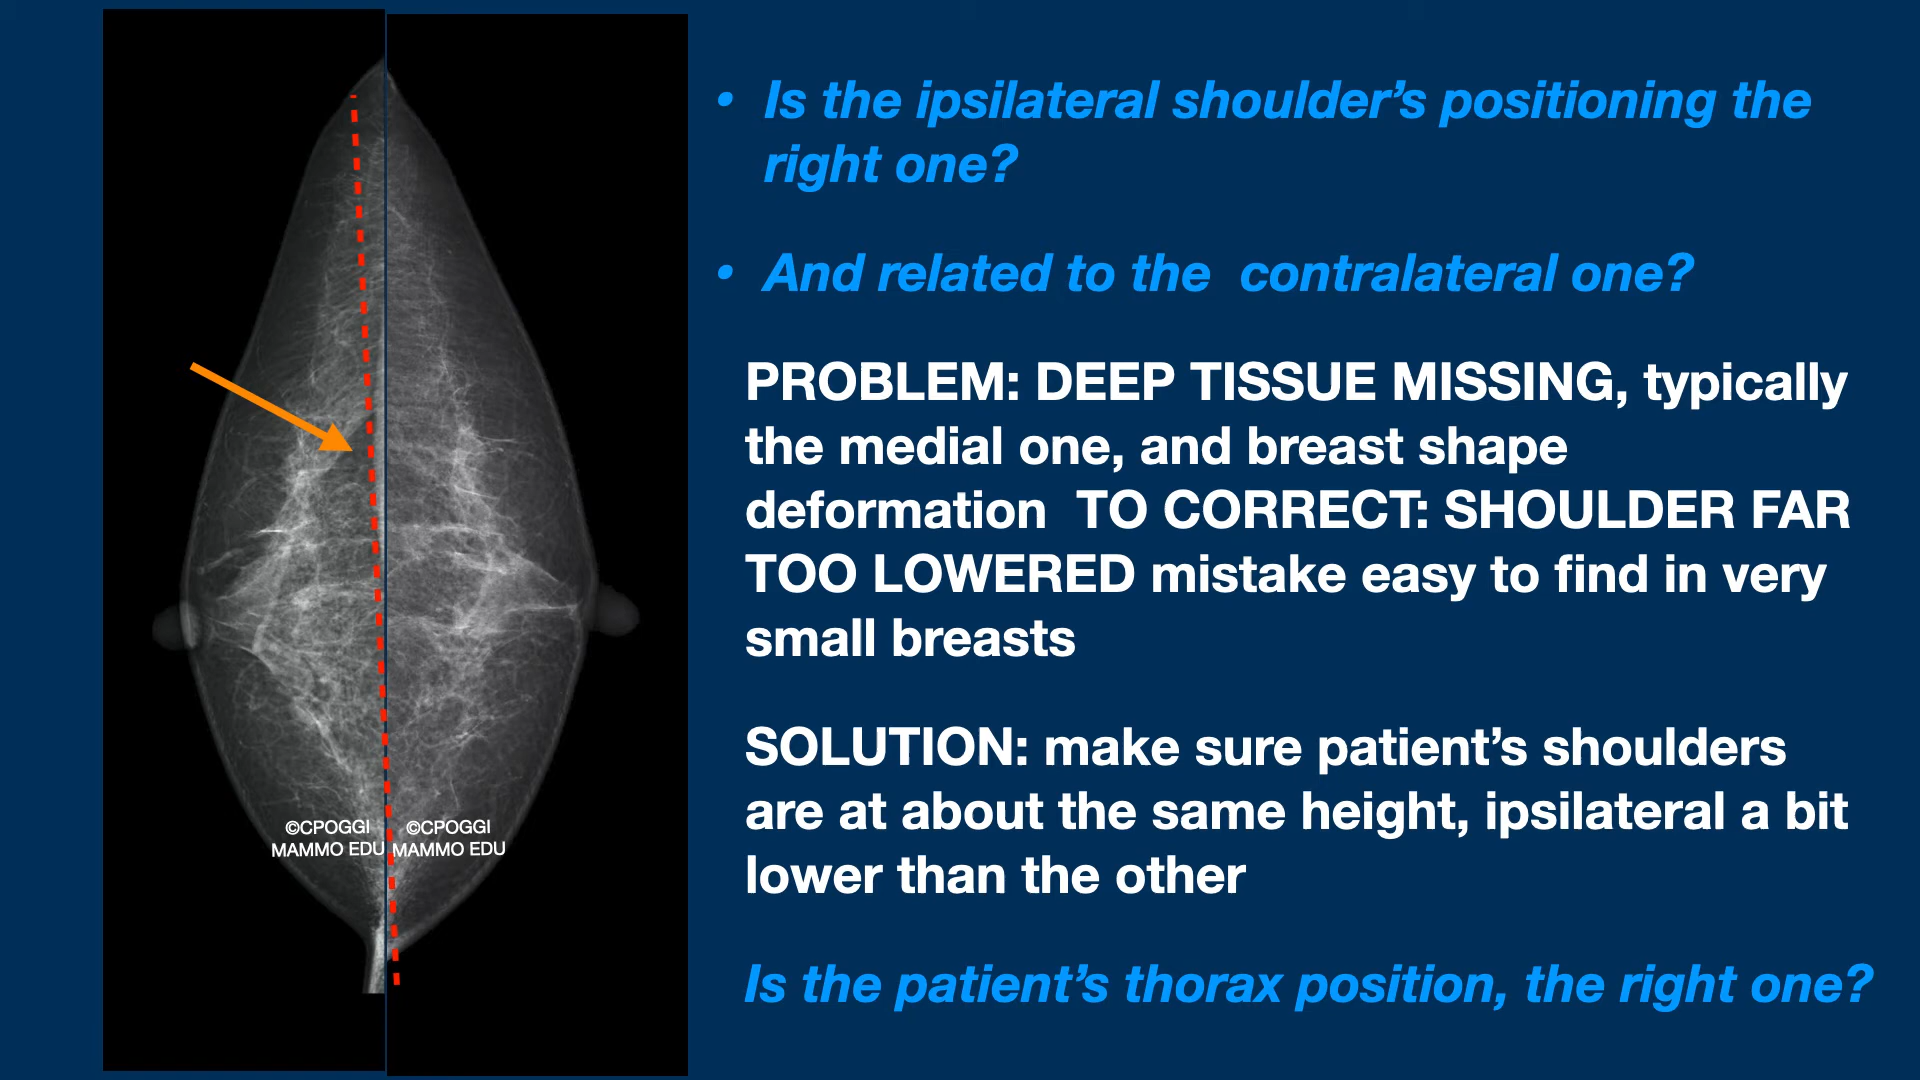 • Is the ipsilateral shoulder’s positioning the
right one?
• And related to the contralateral one?
PROBLEM: DEEP TISSUE MISSING, typically
the medial one, and breast shape
deformation TO CORRECT: SHOULDER FAR
TOO LOWERED mistake easy to find in very
small breasts
SOLUTION: make sure patient’s shoulders
are at about the same height, ipsilateral a bit
lower than the other
Is the patient’s thorax position, the right one?
©CPOGGI
MAMMO EDU
©CPOGGI
MAMMO EDU